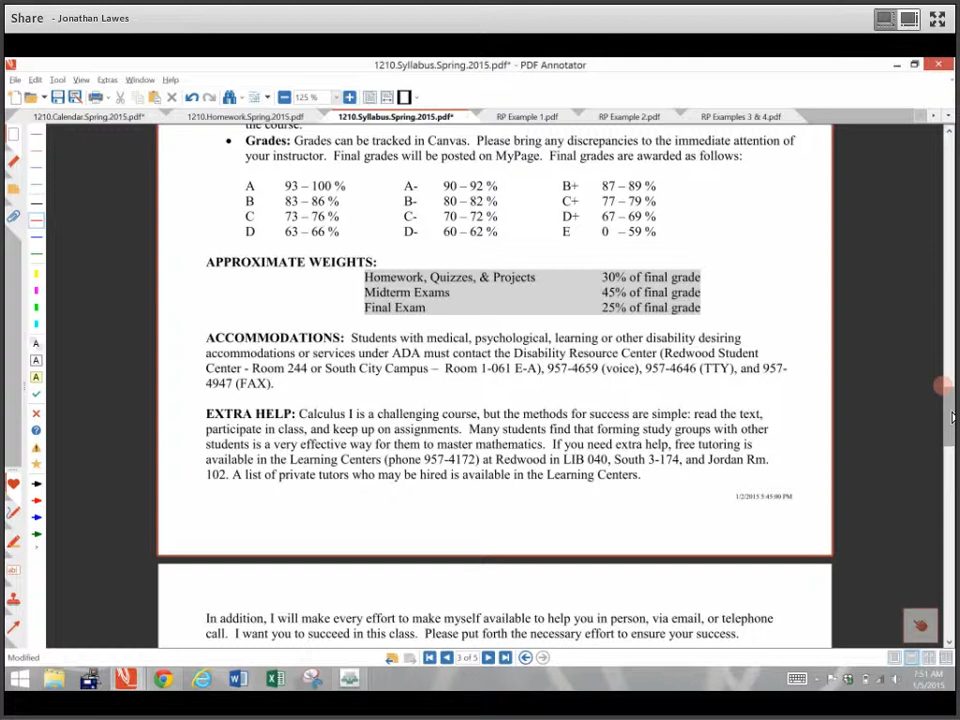 Share - Jonathan Lawes
1210.Syllabus.Spring.2015.pdf* - PDF Annotator
File Edit Tool View Extras Window Help
125 %
1210.Calendar.Spring.2015.pdf* 1210.Homework.Spring.2015.pdf 1210.Syllabus.Spring.2015.pdf* RP Example 1.pdf RP Example 2.pdf RP Examples 3 & 4.pdf
the course.
• Grades: Grades can be tracked in Canvas. Please bring any discrepancies to the immediate attention of
your instructor. Final grades will be posted on MyPage. Final grades are awarded as follows:
A 93 – 100 % A- 90 – 92 % B+ 87 – 89 %
B 83 – 86 % B- 80 – 82 % C+ 77 – 79 %
C 73 – 76 % C- 70 – 72 % D+ 67 – 69 %
D 63 – 66 % D- 60 – 62 % E 0 – 59 %
APPROXIMATE WEIGHTS:
Homework, Quizzes, & Projects 30% of final grade
Midterm Exams 45% of final grade
Final Exam 25% of final grade
ACCOMMODATIONS: Students with medical, psychological, learning or other disability desiring
accommodations or services under ADA must contact the Disability Resource Center (Redwood Student
Center - Room 244 or South City Campus – Room 1-061 E-A), 957-4659 (voice), 957-4646 (TTY), and 957-
4947 (FAX).
EXTRA HELP: Calculus I is a challenging course, but the methods for success are simple: read the text,
participate in class, and keep up on assignments. Many students find that forming study groups with other
students is a very effective way for them to master mathematics. If you need extra help, free tutoring is
available in the Learning Centers (phone 957-4172) at Redwood in LIB 040, South 3-174, and Jordan Rm.
102. A list of private tutors who may be hired is available in the Learning Centers.
1/2/2015 5:45:00 PM
In addition, I will make every effort to make myself available to help you in person, via email, or telephone
call. I want you to succeed in this class. Please put forth the necessary effort to ensure your success.
Modified
3 of 5
7:51 AM
1/5/2015